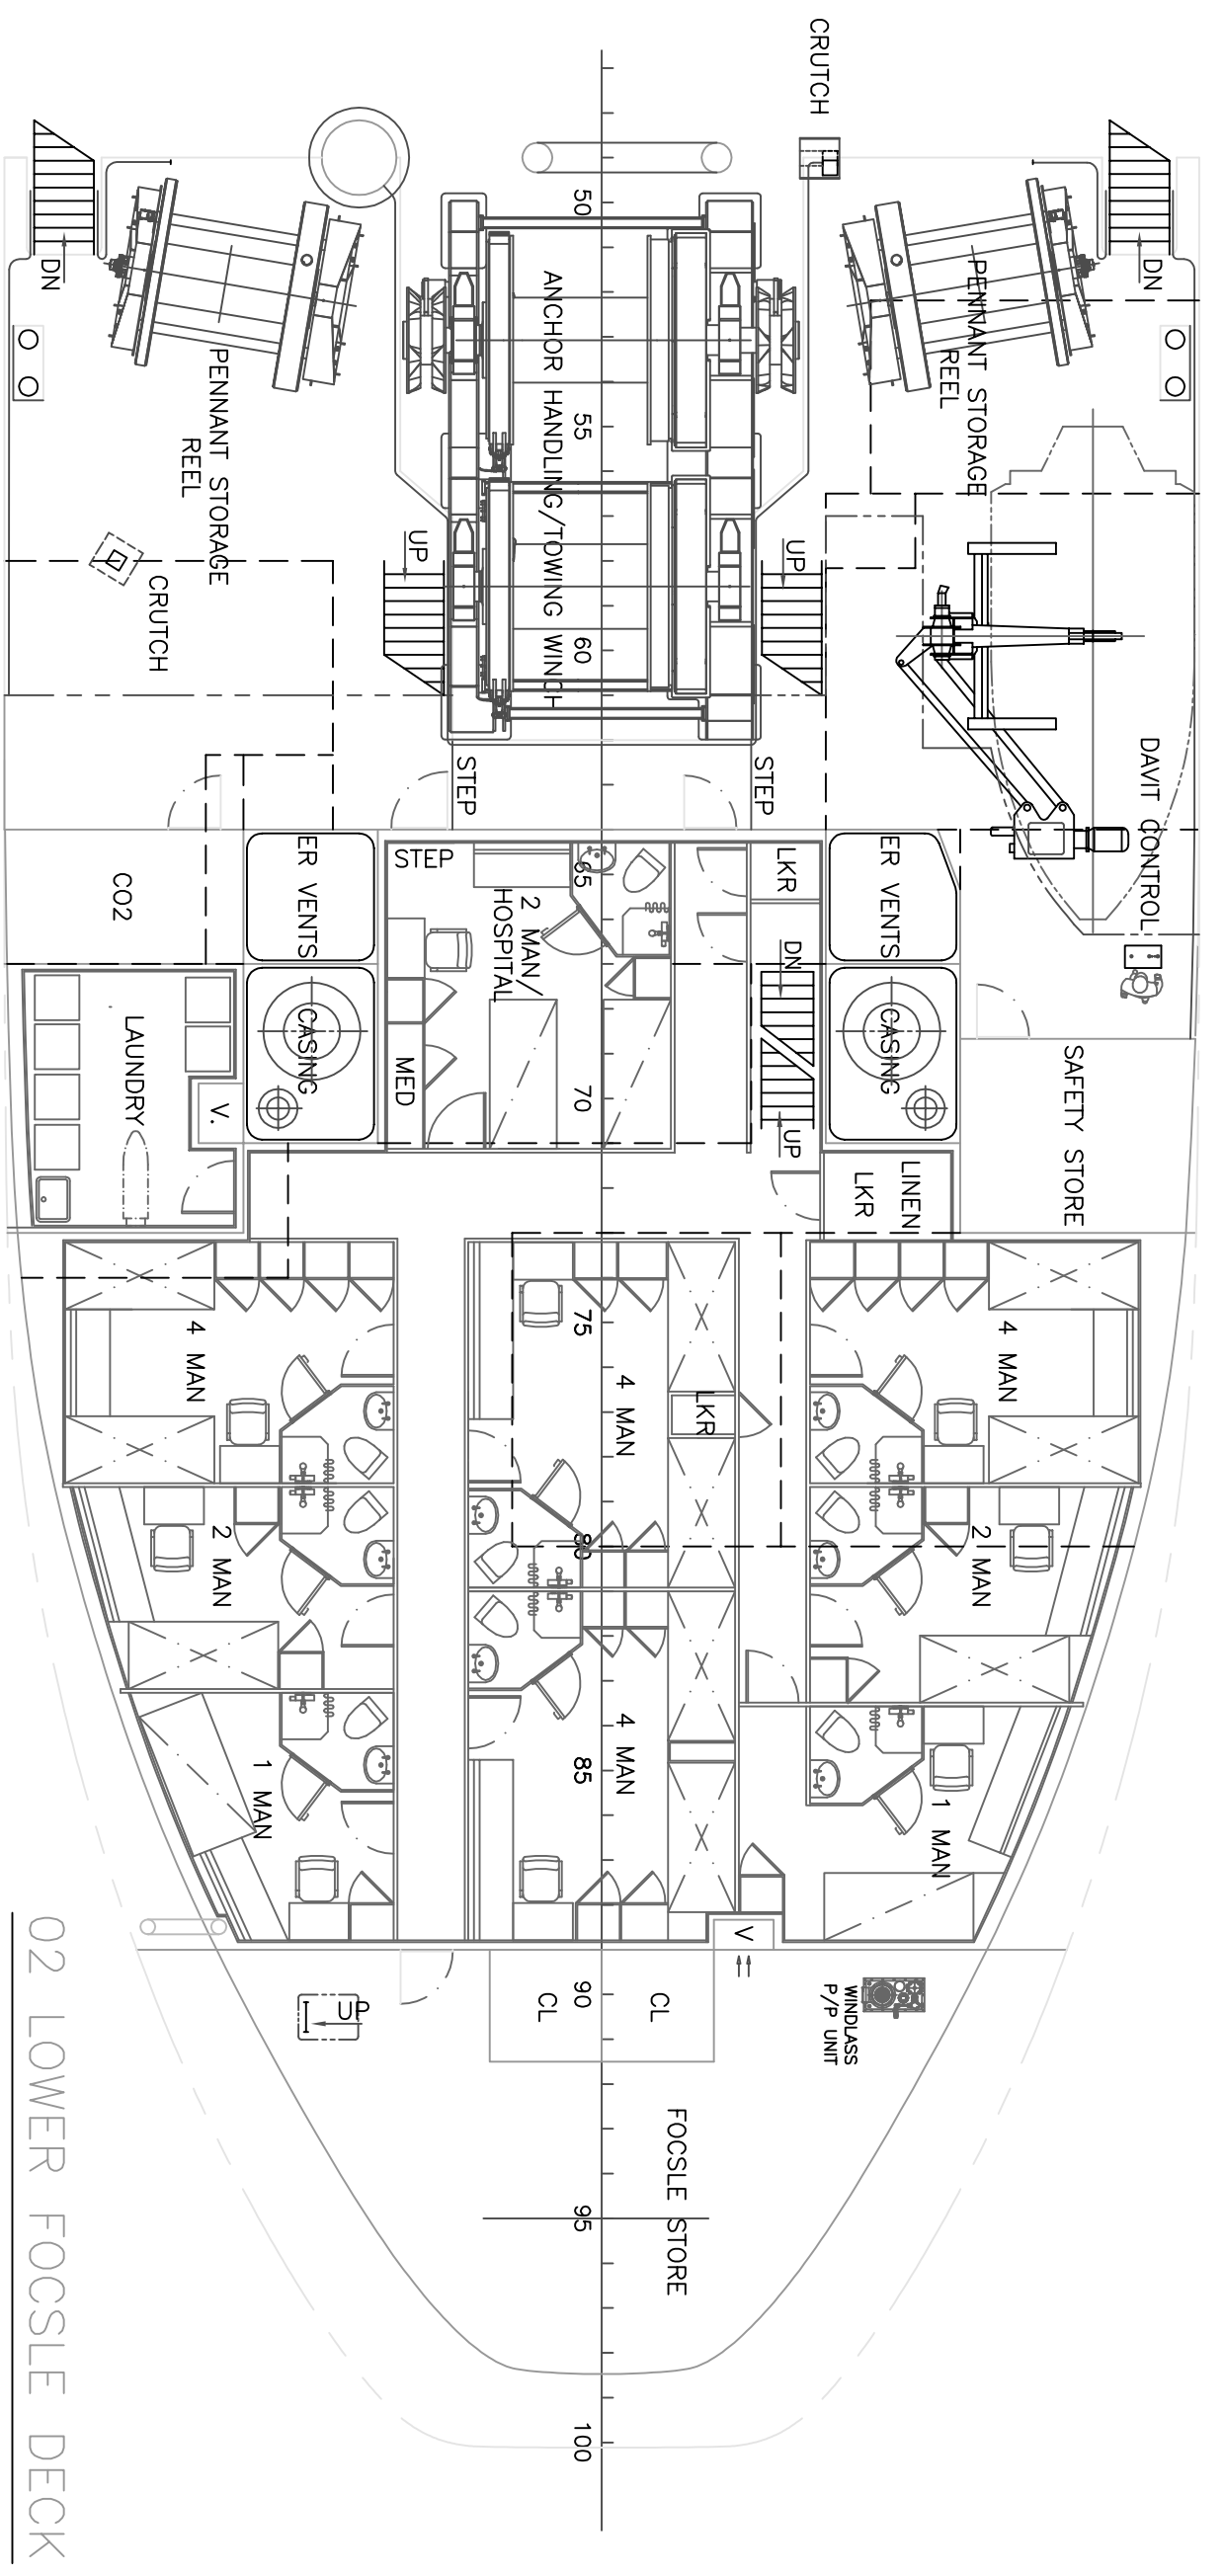 CRUTCH
DN
DN
50
PENNANT STORAGE
REEL
PENNANT STORAGE
REEL
ANCHOR HANDLING/TOWING WINCH
55
CRUTCH
UP
UP
60
DAVIT CONTROL
STEP
STEP
STEP
ER VENTS
ER VENTS
LKR
65
CO2
2 MAN/
HOSPITAL
DN
CASING
CASING
LAUNDRY
MED
V.
70
UP
SAFETY STORE
LINEN
LKR
4 MAN
75
4 MAN
4 MAN
LKR
2 MAN
80
2 MAN
1 MAN
85
4 MAN
1 MAN
V
UP
CL
90
CL
WINDLASS
P/P UNIT
FOCSLE STORE
95
100
02 LOWER FOCSLE DECK